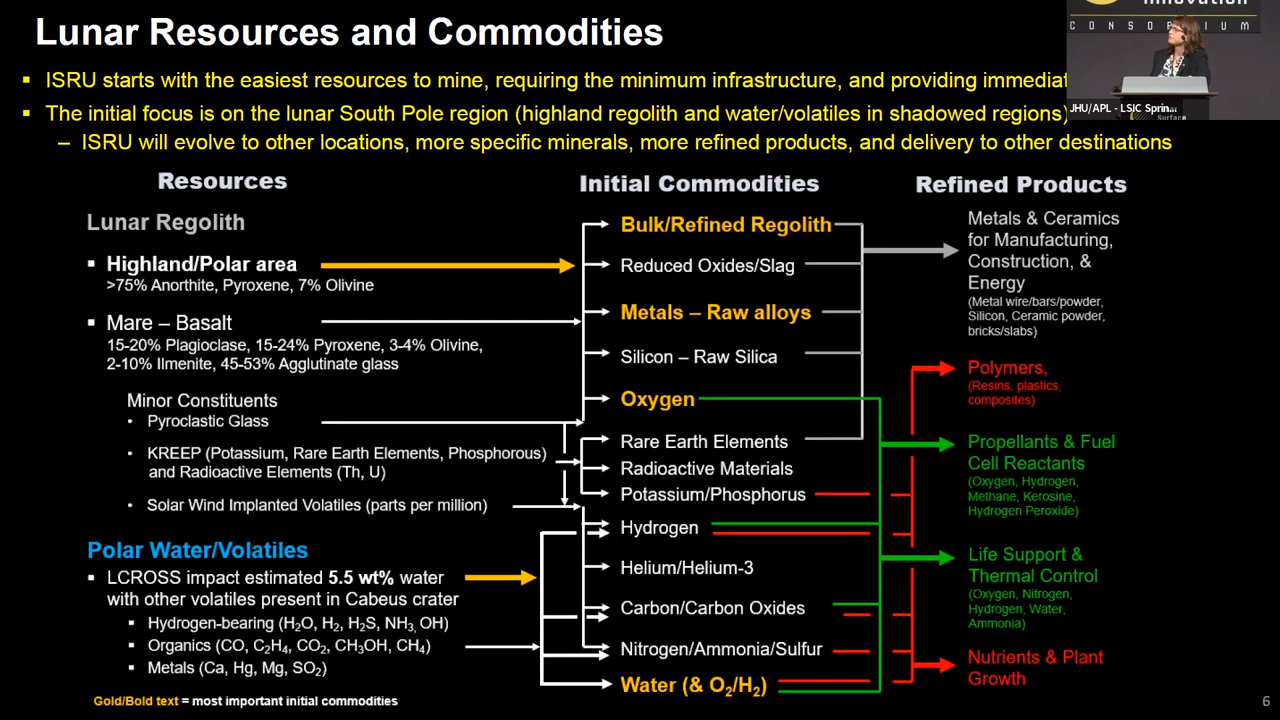 Lunar Resources and Commodities
CONSORTIUM
▪ ISRU starts with the easiest resources to mine, requiring the minimum infrastructure, and providing
JHU/APL - LSIC
▪ The initial focus is on the lunar South Pole region (highland regolith and water/volatiles in shadowed regions)
Surface
– ISRU will evolve to other locations, more specific minerals, more refined products, and delivery to other destinations
Resources
Lunar Regolith
▪ Highland/Polar area
>75% Anorthite, Pyroxene, 7% Olivine
▪ Mare – Basalt
15-20% Plagioclase, 15-24% Pyroxene, 3-4% Olivine,
2-10% Ilmenite, 45-53% Agglutinate glass
Minor Constituents
• Pyroclastic Glass
• KREEP (Potassium, Rare Earth Elements, Phosphorous)
and Radioactive Elements (Th, U)
• Solar Wind Implanted Volatiles (parts per million)
Polar Water/Volatiles
▪ LCROSS impact estimated 5.5 wt% water
with other volatiles present in Cabeus crater
▪ Hydrogen-bearing (H2O, H2, H2S, NH3, OH)
▪ Organics (CO, C2H4, CO2, CH3OH, CH4)
▪ Metals (Ca, Hg, Mg, SO2)
Gold/Bold text = most important initial commodities
Initial Commodities
Bulk/Refined Regolith
Reduced Oxides/Slag
Metals – Raw alloys
Silicon – Raw Silica
Oxygen
Rare Earth Elements
Radioactive Materials
Potassium/Phosphorus
Hydrogen
Helium/Helium-3
Carbon/Carbon Oxides
Nitrogen/Ammonia/Sulfur
Water (& O2/H2)
Refined Products
Metals & Ceramics
for Manufacturing,
Construction, &
Energy
(Metal wire/bars/powder,
Silicon, Ceramic powder,
bricks/slabs)
Polymers,
(Resins, plastics,
composites)
Propellants & Fuel
Cell Reactants
(Oxygen, Hydrogen,
Methane, Kerosine,
Hydrogen Peroxide)
Life Support &
Thermal Control
(Oxygen, Nitrogen,
Hydrogen, Water,
Ammonia)
Nutrients & Plant
Growth
6